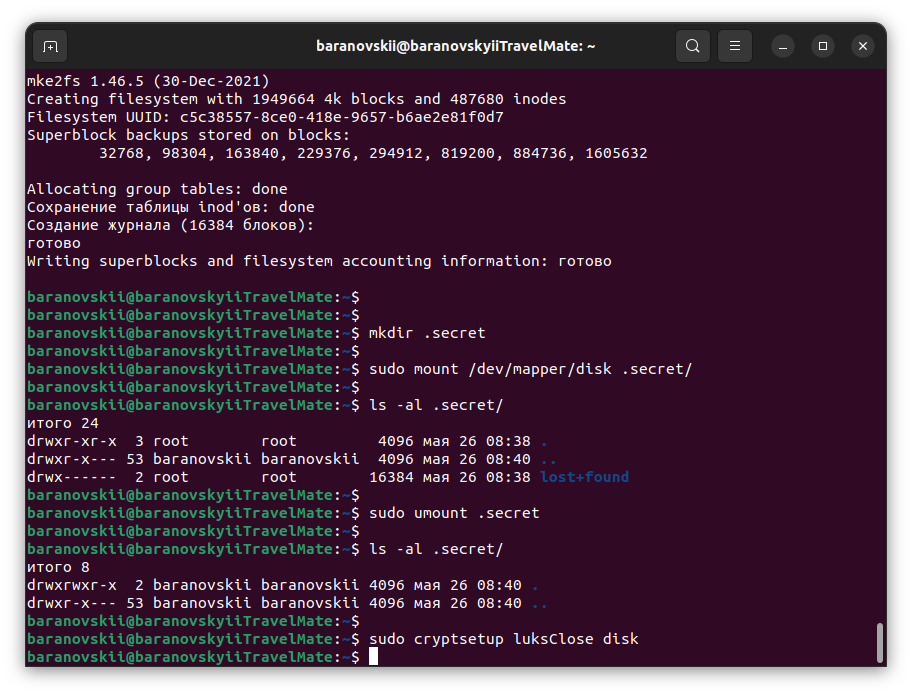 baranovskii@baranovskyiiTravelMate: ~
mke2fs 1.46.5 (30-Dec-2021)
Creating filesystem with 1949664 4k blocks and 487680 inodes
Filesystem UUID: c5c38557-8ce0-418e-9657-b6ae2e81f0d7
Superblock backups stored on blocks:
        32768, 98304, 163840, 229376, 294912, 819200, 884736, 1605632

Allocating group tables: done
Сохранение таблицы inod'ов: done
Создание журнала (16384 блоков):
готово
Writing superblocks and filesystem accounting information: готово

baranovskii@baranovskyiiTravelMate:~$
baranovskii@baranovskyiiTravelMate:~$
baranovskii@baranovskyiiTravelMate:~$ mkdir .secret
baranovskii@baranovskyiiTravelMate:~$
baranovskii@baranovskyiiTravelMate:~$ sudo mount /dev/mapper/disk .secret/
baranovskii@baranovskyiiTravelMate:~$
baranovskii@baranovskyiiTravelMate:~$ ls -al .secret/
итого 24
drwxr-xr-x  3 root        root         4096 мая 26 08:38 .
drwxr-x--- 53 baranovskii baranovskii  4096 мая 26 08:40 ..
drwx------  2 root        root        16384 мая 26 08:38 lost+found
baranovskii@baranovskyiiTravelMate:~$
baranovskii@baranovskyiiTravelMate:~$ sudo umount .secret
baranovskii@baranovskyiiTravelMate:~$
baranovskii@baranovskyiiTravelMate:~$ ls -al .secret/
итого 8
drwxrwxr-x  2 baranovskii baranovskii 4096 мая 26 08:40 .
drwxr-x--- 53 baranovskii baranovskii 4096 мая 26 08:40 ..
baranovskii@baranovskyiiTravelMate:~$
baranovskii@baranovskyiiTravelMate:~$ sudo cryptsetup luksClose disk
baranovskii@baranovskyiiTravelMate:~$